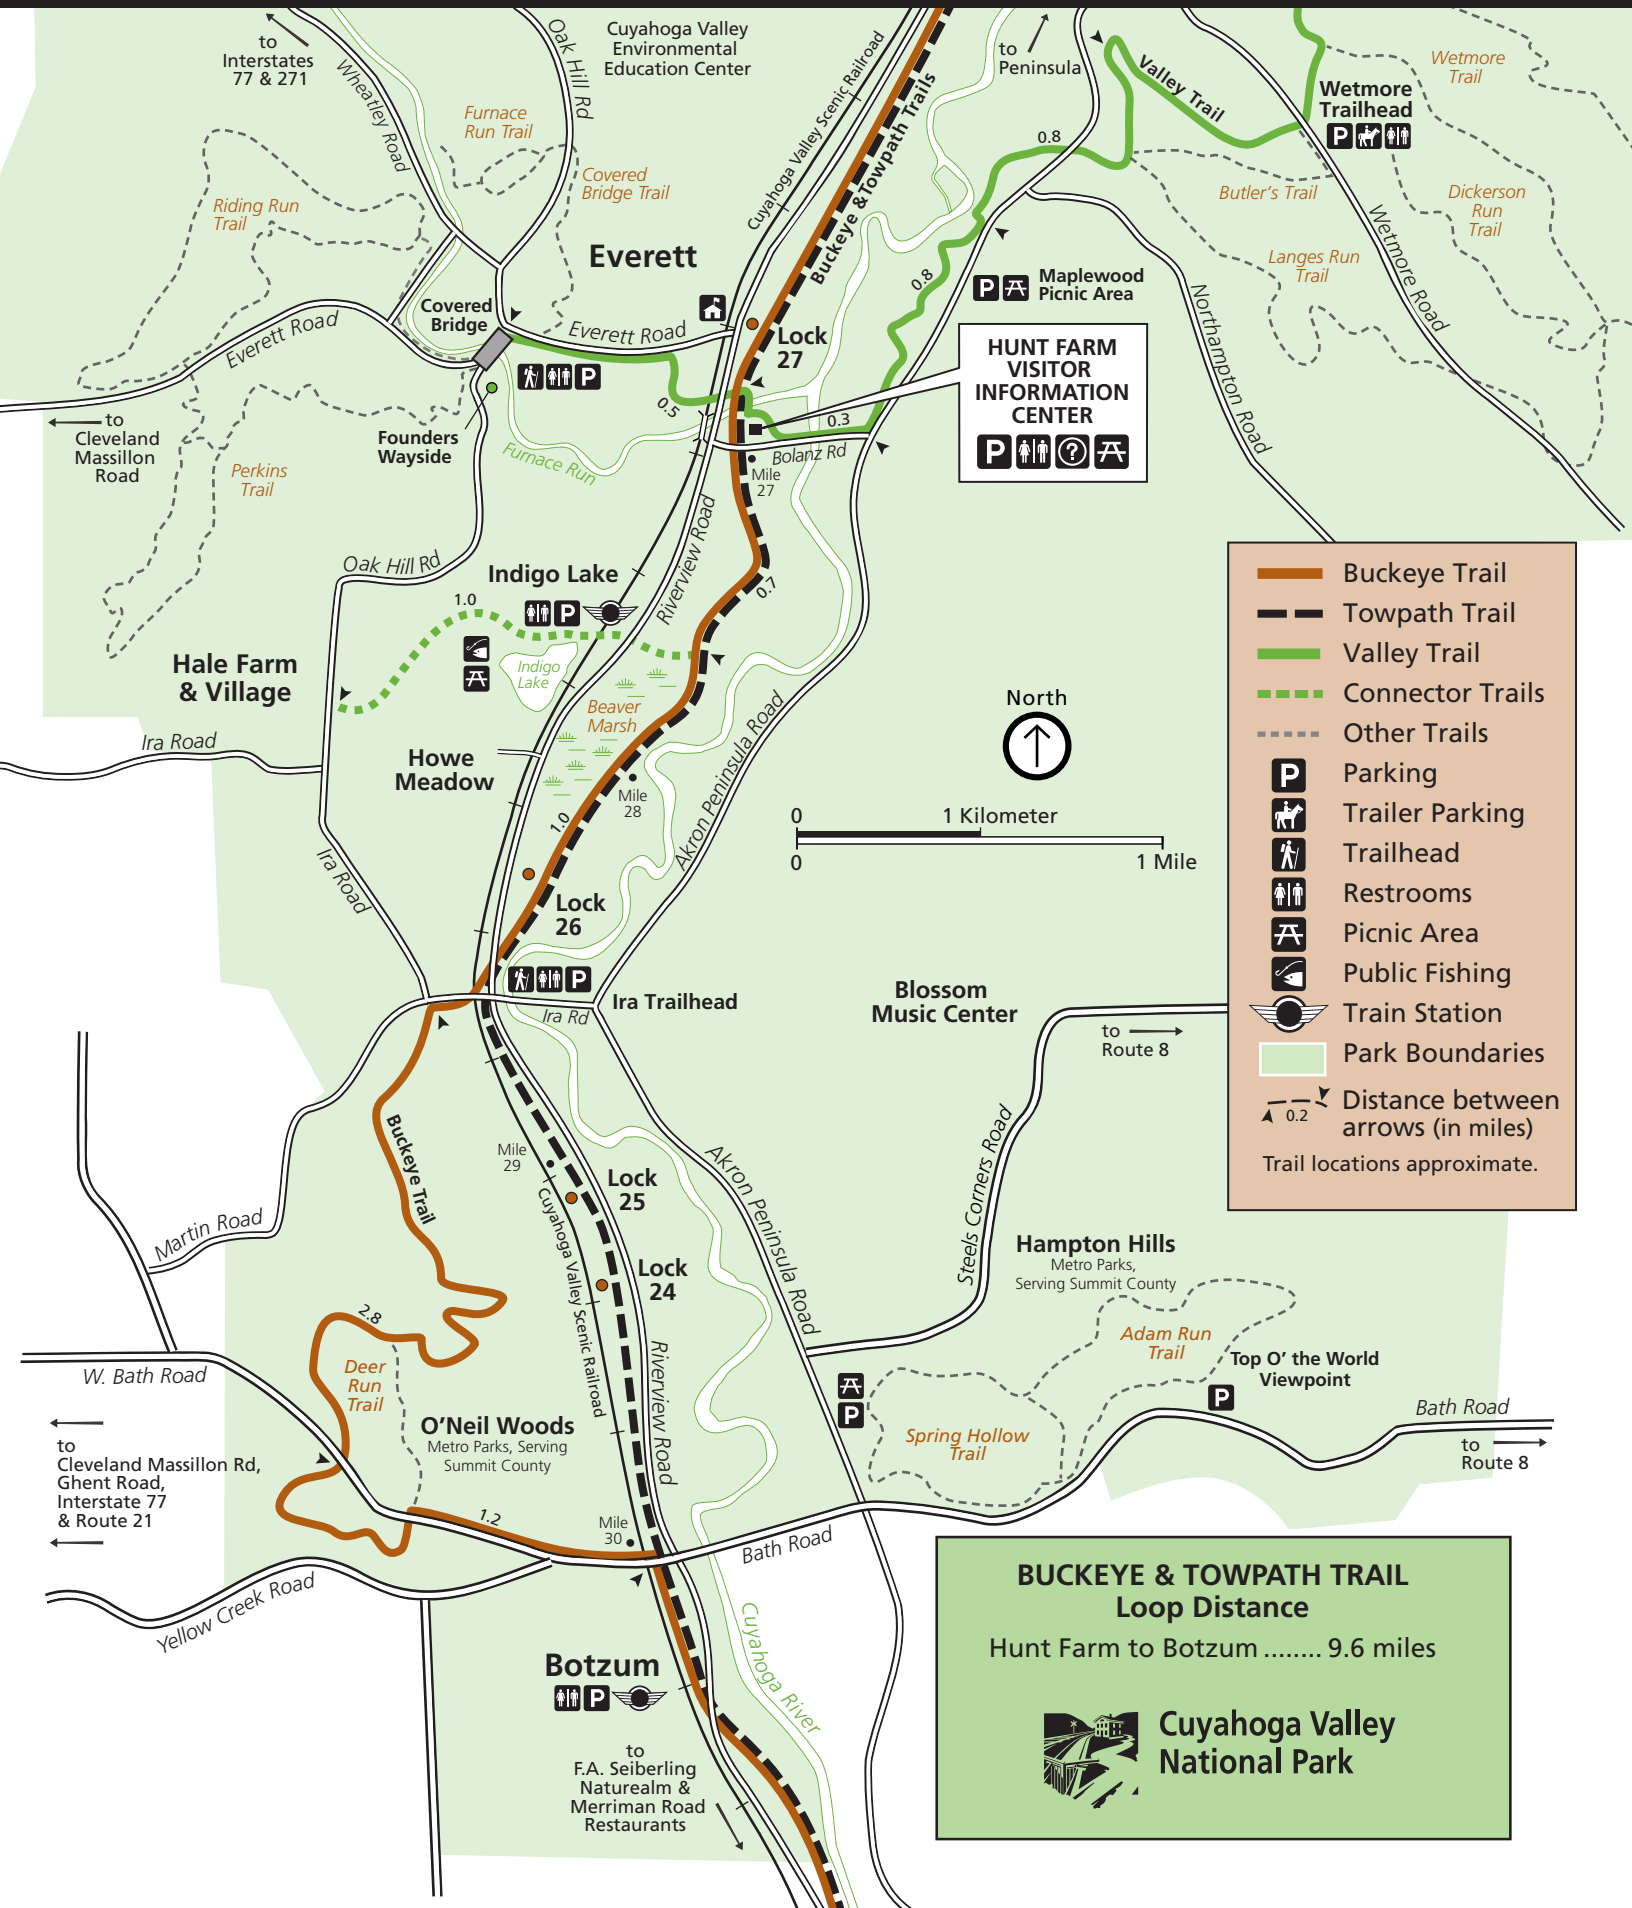 to
Interstates
77 & 271
Wheatley Road
Oak Hill Rd
Cuyahoga Valley
Environmental
Education Center
Cuyahoga Valley Scenic Railroad
Buckeye & Towpath Trails
to
Peninsula
Valley Trail
Wetmore
Trail
Wetmore
Trailhead
P
Furnace
Run Trail
Covered
Bridge Trail
Riding Run
Trail
0.8
Butler's Trail
Dickerson
Run
Trail
Langes Run
Trail
Wetmore Road
Northampton Road
Everett
0.8
P
Maplewood
Picnic Area
Covered
Bridge
Everett Road
Everett Road
Lock
27
HUNT FARM
VISITOR
INFORMATION
CENTER
P
?
P
0.5
0.3
Bolanz Rd
Mile
27
to
Cleveland
Massillon
Road
Founders
Wayside
Furnace Run
Perkins
Trail
Riverview Road
Oak Hill Rd
Indigo Lake
P
1.0
0.7
Indigo
Lake
Hale Farm
& Village
Beaver
Marsh
Ira Road
Howe
Meadow
Mile
28
1.0
Akron Peninsula Road
North
0
1 Kilometer
0
1 Mile
Buckeye Trail
Towpath Trail
Valley Trail
Connector Trails
Other Trails
P
Parking
Trailer Parking
Trailhead
Restrooms
Picnic Area
Public Fishing
Train Station
Park Boundaries
0.2
Distance between
arrows (in miles)
Trail locations approximate.
Ira Road
Lock
26
P
Ira Trailhead
Ira Rd
Blossom
Music Center
to
Route 8
Steels Corners Road
Buckeye Trail
Mile
29
Lock
25
Cuyahoga Valley Scenic Railroad
Akron Peninsula Road
Martin Road
Lock
24
Hampton Hills
Metro Parks,
Serving Summit County
2.8
Adam Run
Trail
Top O' the World
Viewpoint
P
Deer
Run
Trail
W. Bath Road
Riverview Road
P
O'Neil Woods
Metro Parks, Serving
Summit County
Spring Hollow
Trail
Bath Road
to
Route 8
to
Cleveland Massillon Rd,
Ghent Road,
Interstate 77
& Route 21
1.2
Mile
30
Bath Road
Yellow Creek Road
Cuyahoga River
Botzum
P
to
F.A. Seiberling
Naturealm &
Merriman Road
Restaurants
BUCKEYE & TOWPATH TRAIL
Loop Distance
Hunt Farm to Botzum ........ 9.6 miles
Cuyahoga Valley
National Park